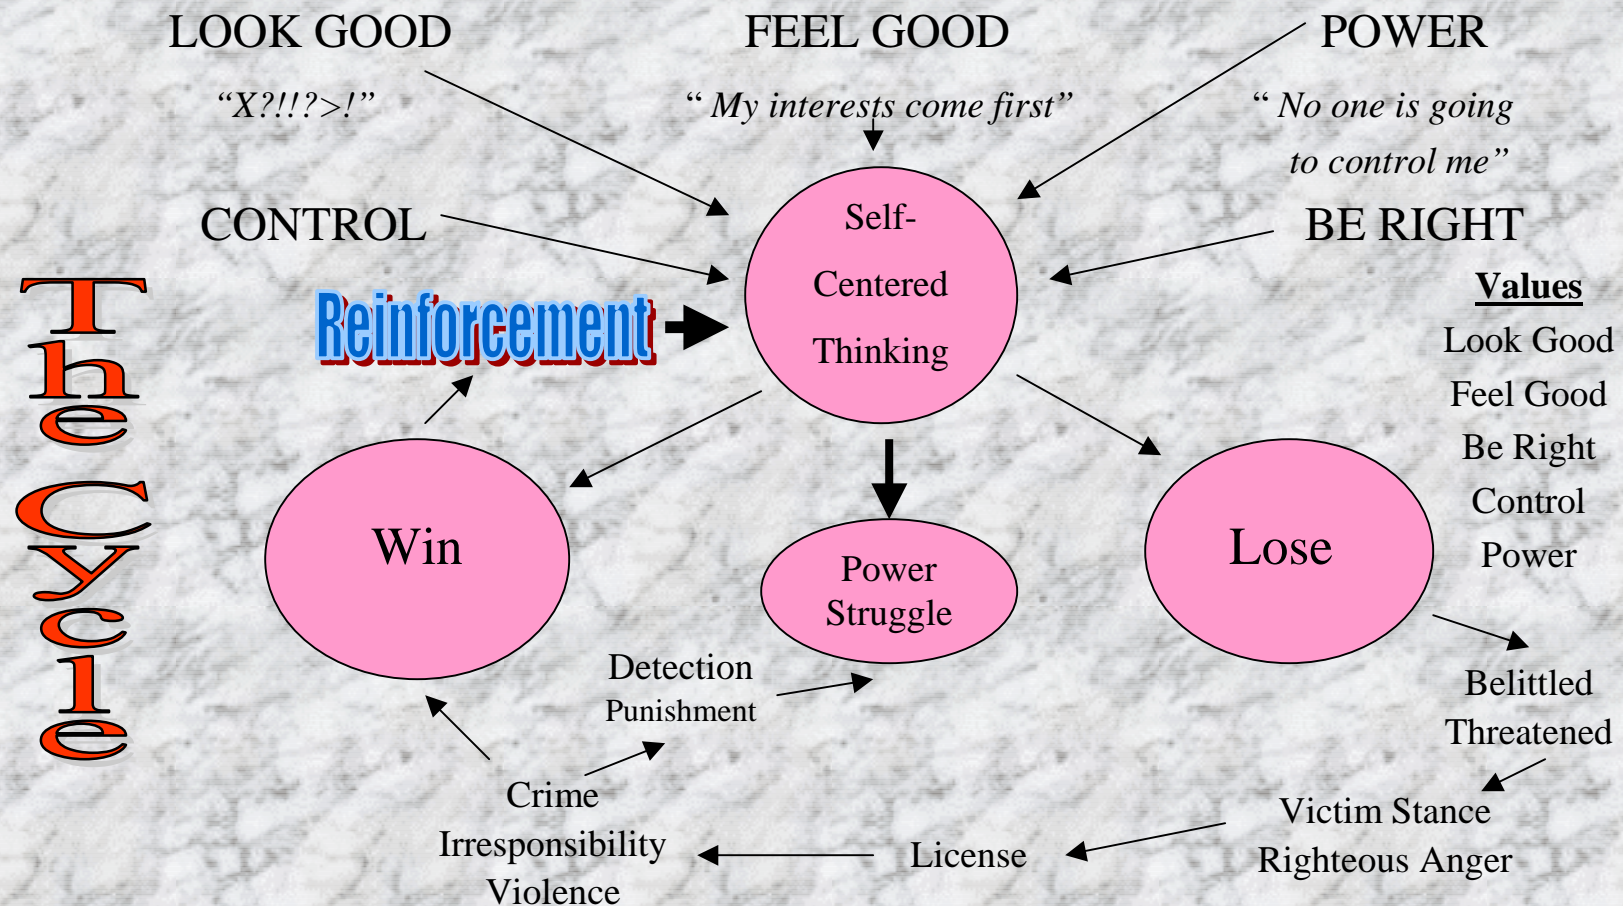 LOOK GOOD
FEEL GOOD
POWER
“X?!!?>!”
“ My interests come first”
“ No one is going
to control me”
CONTROL
BE RIGHT
Self-
Centered
Thinking
Reinforcement
The Cycle
Values
Look Good
Feel Good
Be Right
Control
Power
Win
Power
Struggle
Lose
Detection
Punishment
Belittled
Threatened
Crime
Irresponsibility
Violence
License
Victim Stance
Righteous Anger